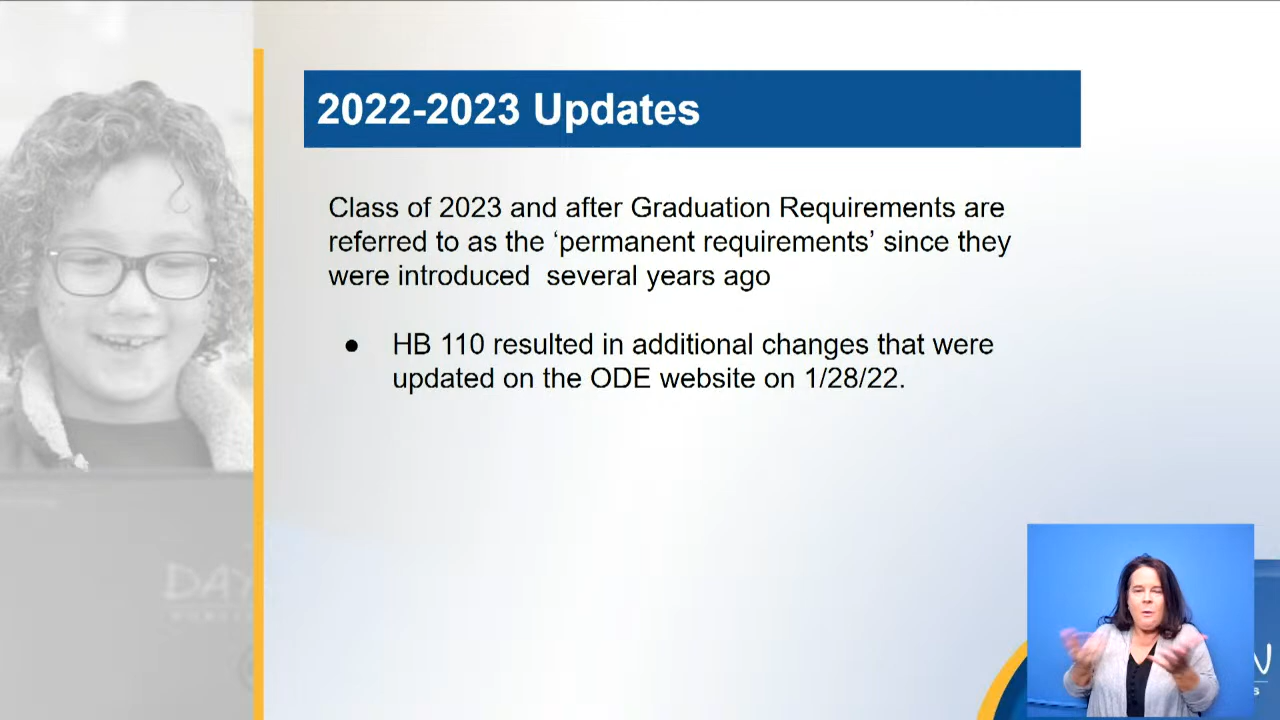 2022-2023 Updates
Class of 2023 and after Graduation Requirements are
referred to as the ‘permanent requirements’ since they
were introduced  several years ago
● HB 110 resulted in additional changes that were
updated on the ODE website on 1/28/22.